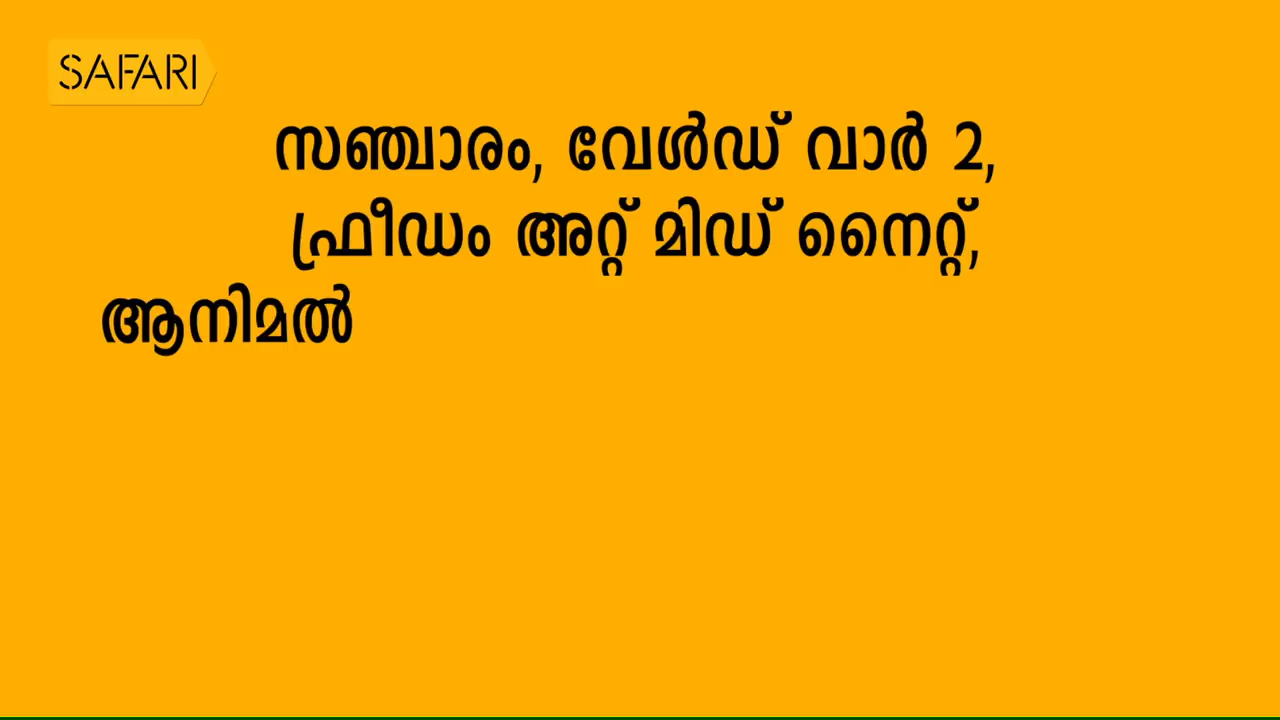 SAFARI
സഞ്ചാരം, വേൾഡ് വാർ 2,
ഫ്രീഡം അറ്റ് മിഡ് നൈറ്റ്,
ആനിമൽ